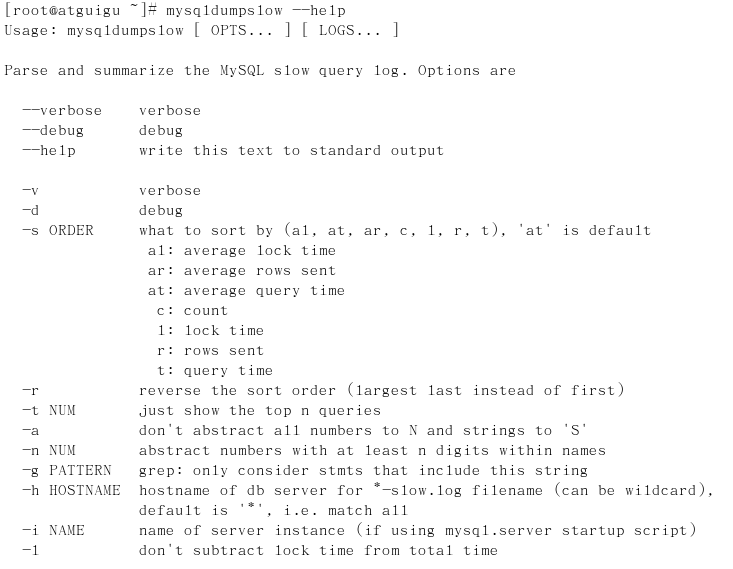 [root@atguigu ~]# mysqldumpslow --help
Usage: mysqldumpslow [ OPTS... ] [ LOGS... ]

Parse and summarize the MySQL slow query log. Options are

  --verbose    verbose
  --debug      debug
  --help       write this text to standard output

  -v           verbose
  -d           debug
  -s ORDER     what to sort by (al, at, ar, c, l, r, t), 'at' is default
                al: average lock time
                ar: average rows sent
                at: average query time
                 c: count
                 l: lock time
                 r: rows sent
                 t: query time
  -r           reverse the sort order (largest last instead of first)
  -t NUM       just show the top n queries
  -a           don't abstract all numbers to N and strings to 'S'
  -n NUM       abstract numbers with at least n digits within names
  -g PATTERN   grep: only consider stmts that include this string
  -h HOSTNAME  hostname of db server for *-slow.log filename (can be wildcard),
               default is '*', i.e. match all
  -i NAME      name of server instance (if using mysql.server startup script)
  -l           don't subtract lock time from total time